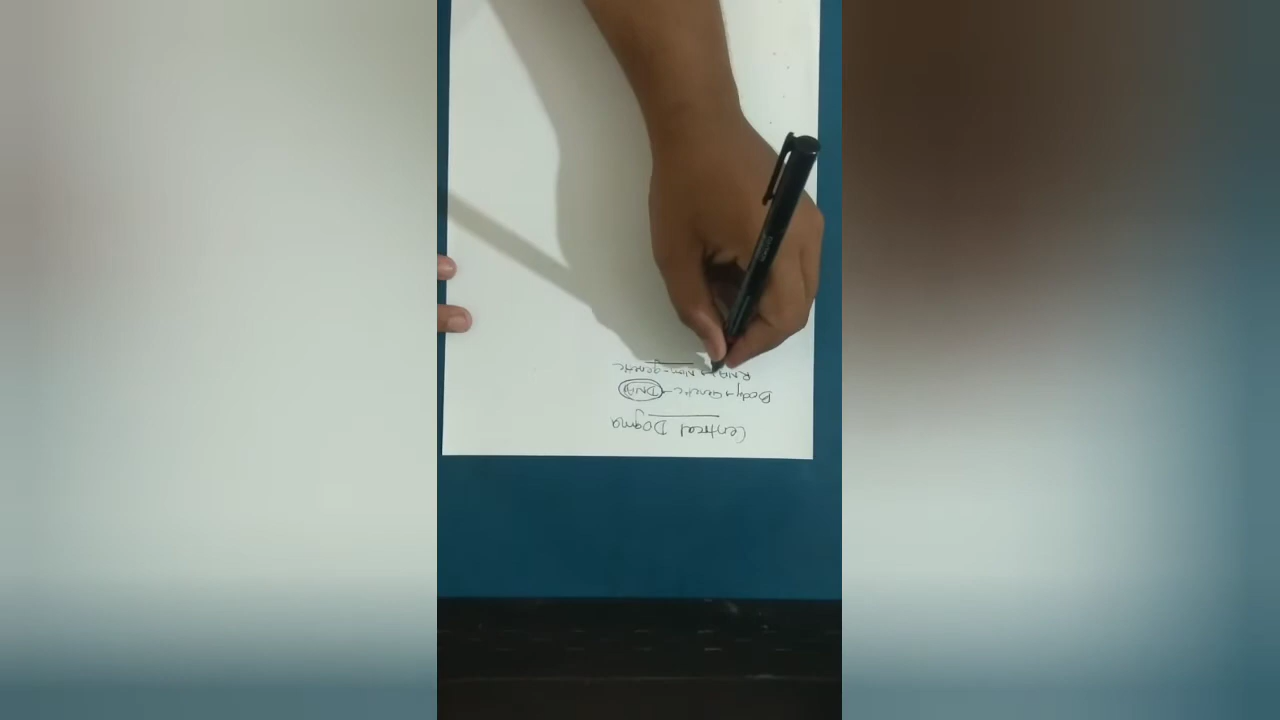 Central Dogma
Body → Genetic → DNA
RNA → Non-genetic